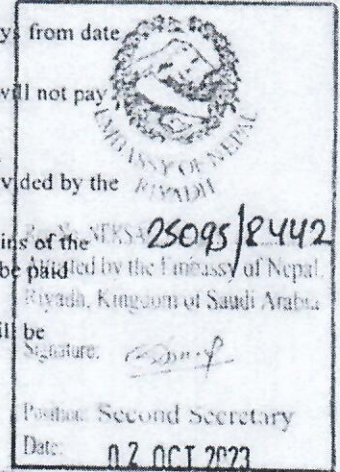 ys from date
will not pay
EMBASSY OF NEPAL
RIYADH
vided by the
25095/8442
ins of the
be paid
Attested by the Embassy of Nepal,
Riyadh, Kingdom of Saudi Arabia
ll be
Signature:
Position: Second Secretary
Date: 02 OCT 2023